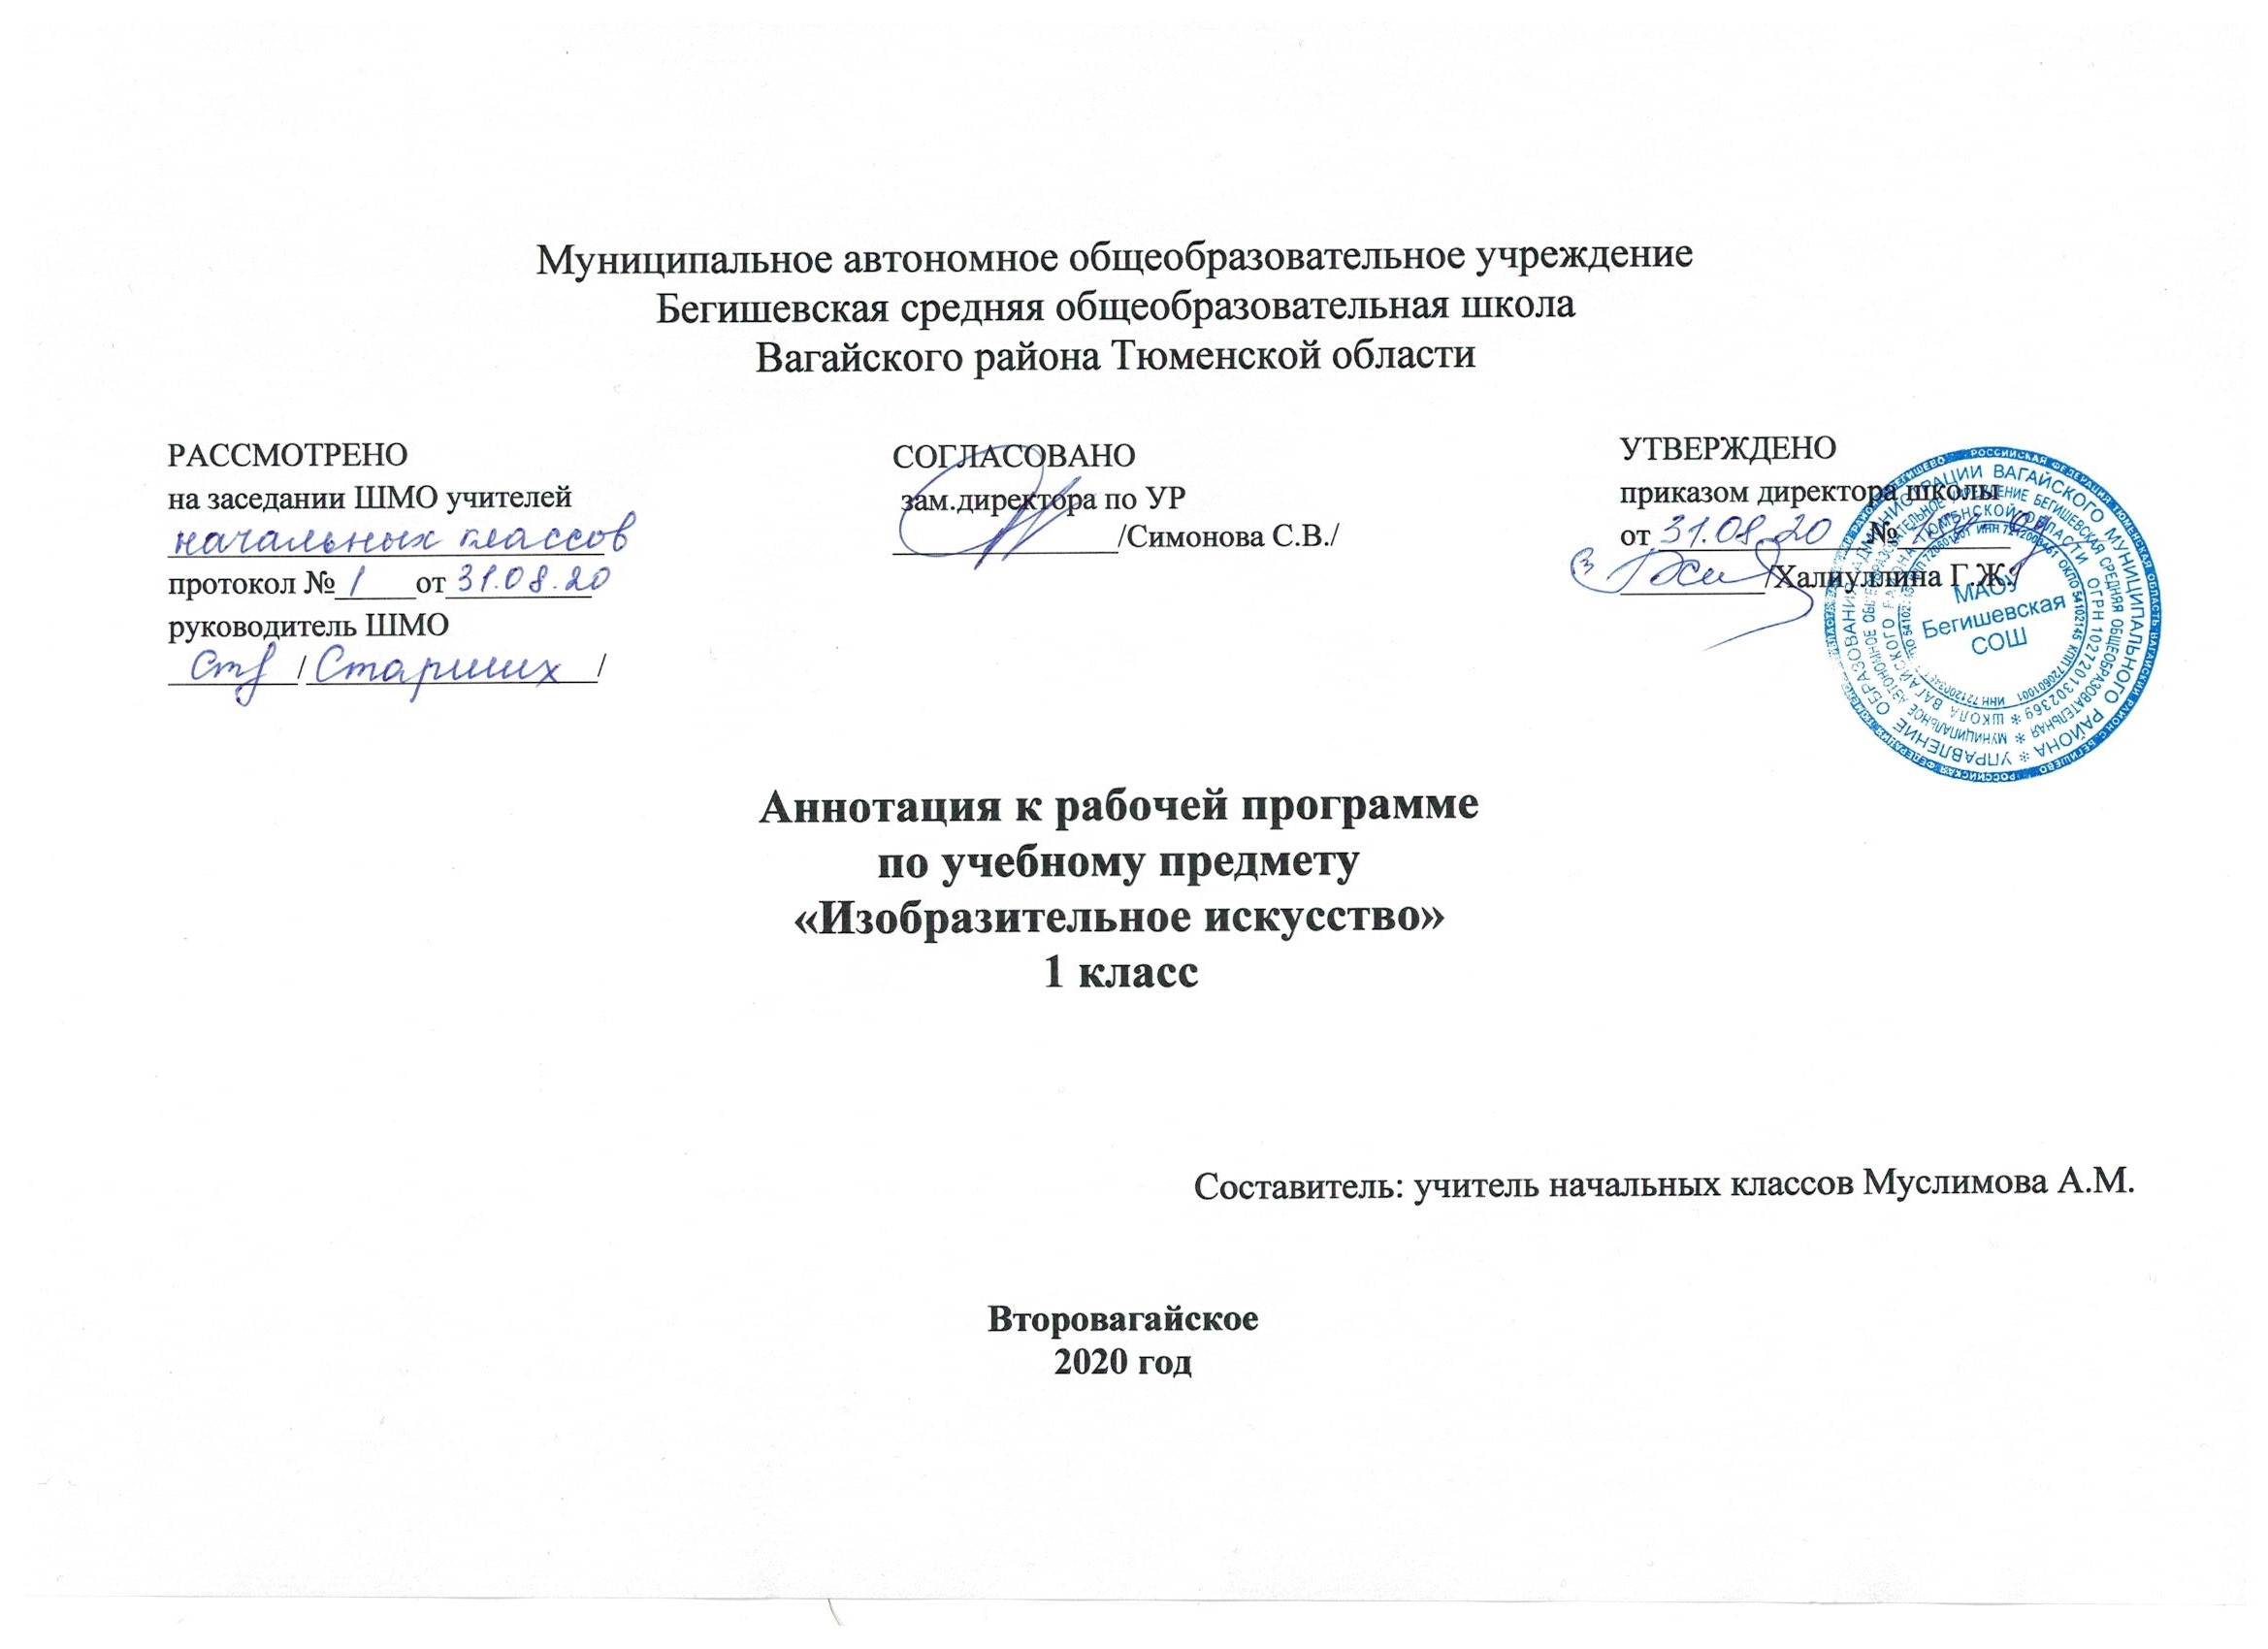 Муниципальное автономное общеобразовательное учреждение
Бегишевская средняя общеобразовательная школа
Вагайского района Тюменской области
РАССМОТРЕНО
на заседании ШМО учителей
начальных классов
протокол № 1 от 31.08.20
руководитель ШМО
/ Старших /
СОГЛАСОВАНО
зам.директора по УР
/Симонова С.В./
УТВЕРЖДЕНО
приказом директора школы
от 31.08.20 №
/Халиуллина Г.Ж./
МАОУ
Бегишевская
СОШ
Аннотация к рабочей программе
по учебному предмету
«Изобразительное искусство»
1 класс
Составитель: учитель начальных классов Муслимова А.М.
Второвагайское
2020 год